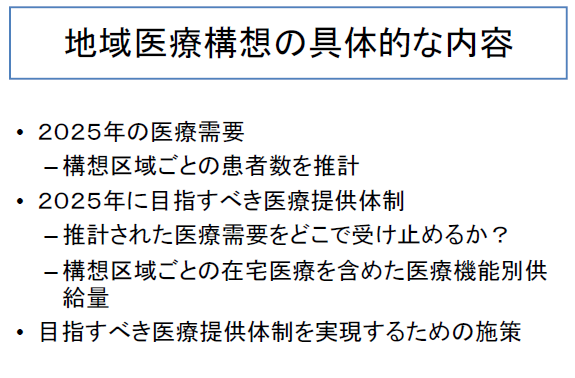 地域医療構想の具体的な内容
• 2025年の医療需要
–構想区域ごとの患者数を推計
• 2025年に目指すべき医療提供体制
–推計された医療需要をどこで受け止めるか？
–構想区域ごとの在宅医療を含めた医療機能別供
給量
• 目指すべき医療提供体制を実現するための施策